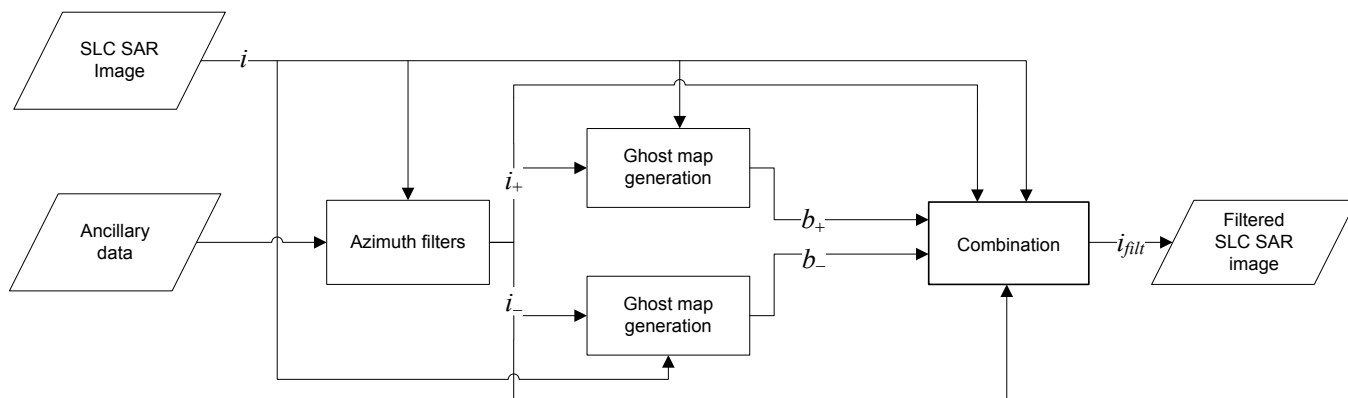 SLC SAR
Image
i
Ancillary
data
Azimuth filters
i+
i−
Ghost map
generation
Ghost map
generation
b+
b−
Combination
ifilt
Filtered
SLC SAR
image